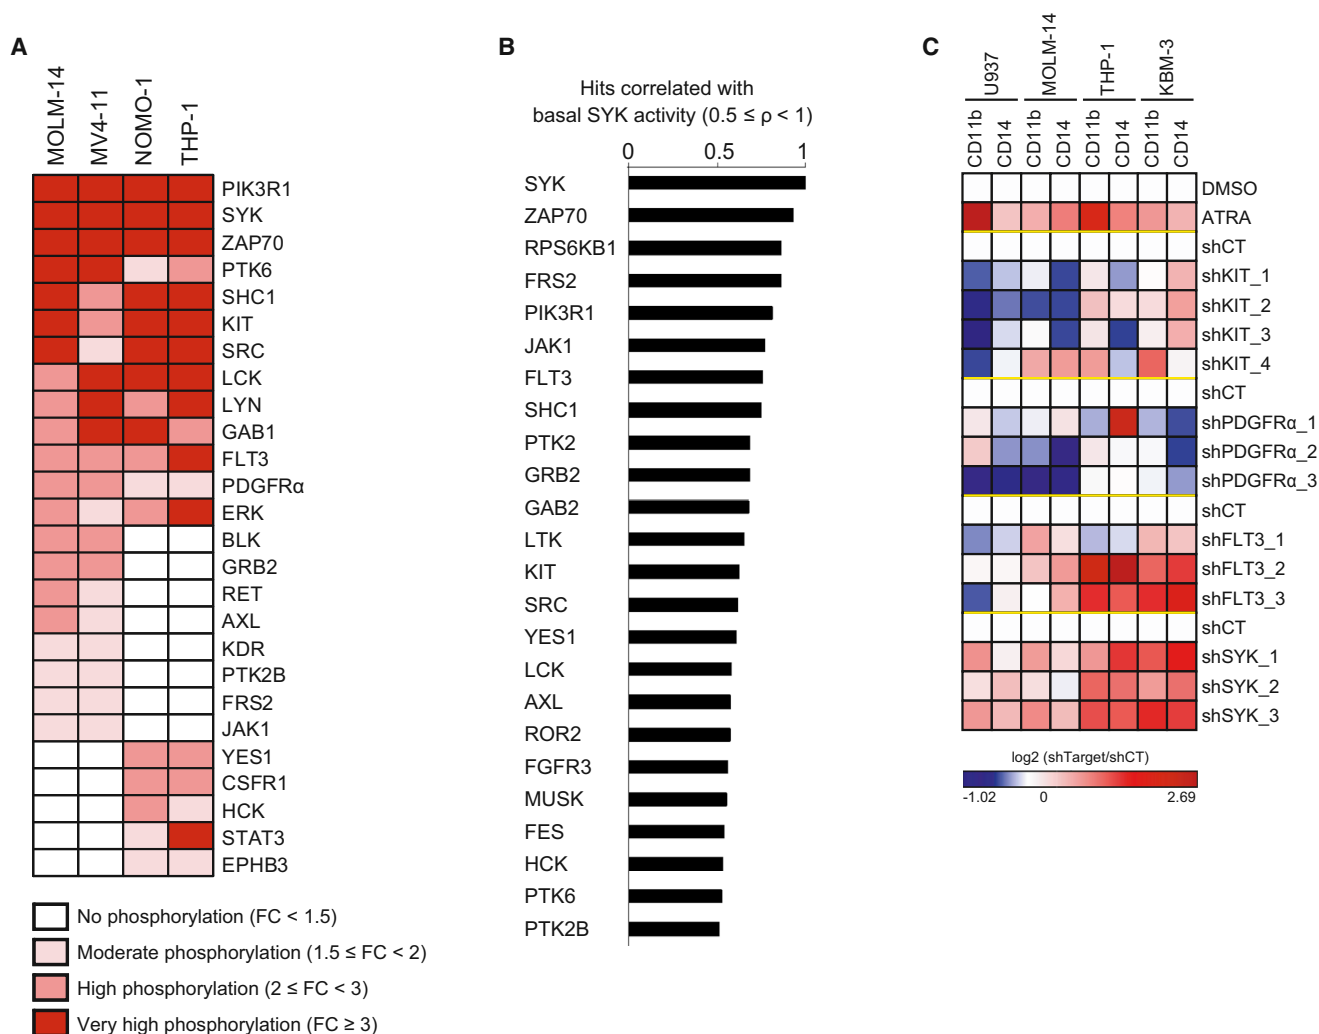 A
MOLM-14
MV4-11
NOMO-1
THP-1
PIK3R1
SYK
ZAP70
PTK6
SHC1
KIT
SRC
LCK
LYN
GAB1
FLT3
PDGFRα
ERK
BLK
GRB2
RET
AXL
KDR
PTK2B
FRS2
JAK1
YES1
CSFR1
HCK
STAT3
EPHB3
No phosphorylation (FC < 1.5)
Moderate phosphorylation (1.5 ≤ FC < 2)
High phosphorylation (2 ≤ FC < 3)
Very high phosphorylation (FC ≥ 3)
B
Hits correlated with
basal SYK activity (0.5 ≤ ρ < 1)
0 0.5 1
SYK
ZAP70
RPS6KB1
FRS2
PIK3R1
JAK1
FLT3
SHC1
PTK2
GRB2
GAB2
LTK
KIT
SRC
YES1
LCK
AXL
ROR2
FGFR3
MUSK
FES
HCK
PTK6
PTK2B
C
U937
MOLM-14
THP-1
KBM-3
CD11b
CD14
CD11b
CD14
CD11b
CD14
CD11b
CD14
DMSO
ATRA
shCT
shKIT_1
shKIT_2
shKIT_3
shKIT_4
shCT
shPDGFRα_1
shPDGFRα_2
shPDGFRα_3
shCT
shFLT3_1
shFLT3_2
shFLT3_3
shCT
shSYK_1
shSYK_2
shSYK_3
log2 (shTarget/shCT)
-1.02 0 2.69